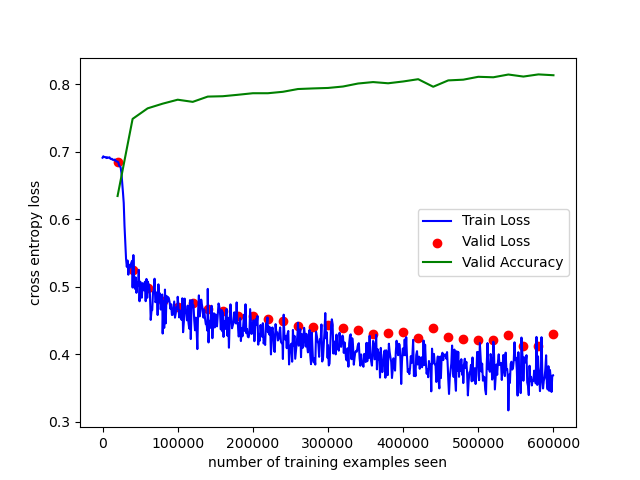 0.8
0.7
0.6
0.5
0.4
0.3
cross entropy loss
Train Loss
Valid Loss
Valid Accuracy
0 100000 200000 300000 400000 500000 600000
number of training examples seen